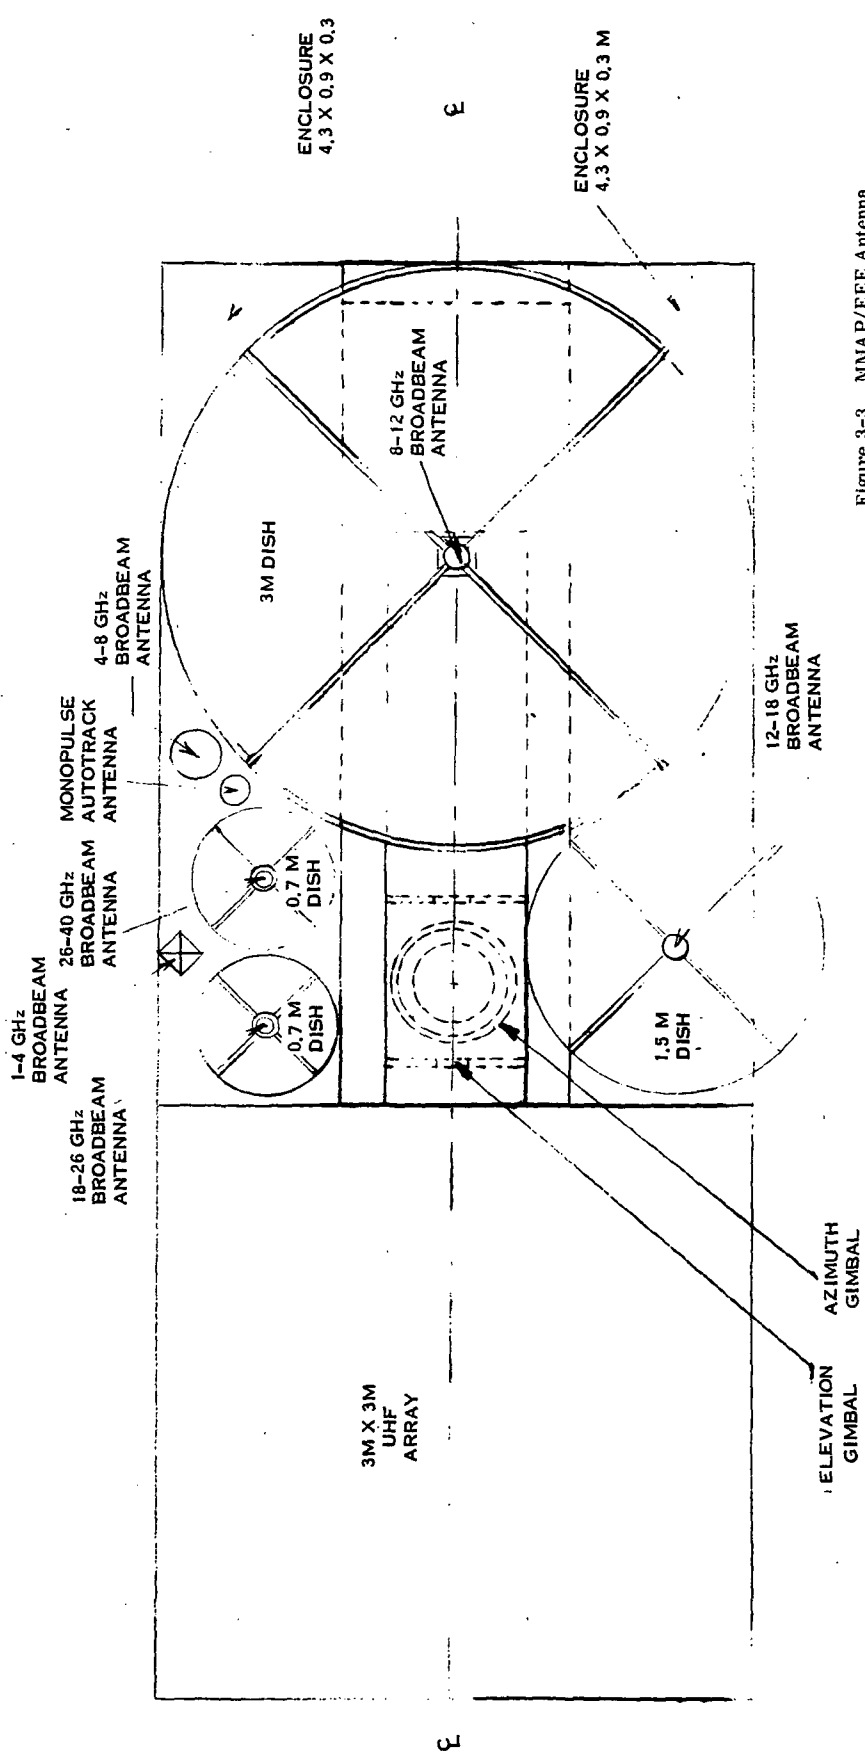 ENCLOSURE
4.3 X 0.9 X 0.3
ENCLOSURE
4.3 X 0.9 X 0.3 M
8–12 GHz
BROADBEAM
ANTENNA
3M DISH
4–8 GHz
BROADBEAM
ANTENNA
MONOPULSE
AUTOTRACK
ANTENNA
26–40 GHz
BROADBEAM
ANTENNA
1–4 GHz
BROADBEAM
ANTENNA
18–26 GHz
BROADBEAM
ANTENNA
0.7 M
DISH
0.7 M
DISH
12–18 GHz
BROADBEAM
ANTENNA
1.5 M
DISH
3M X 3M
UHF
ARRAY
AZIMUTH
GIMBAL
ELEVATION
GIMBAL
Figure 3-3 MNAP/EEE Antenna